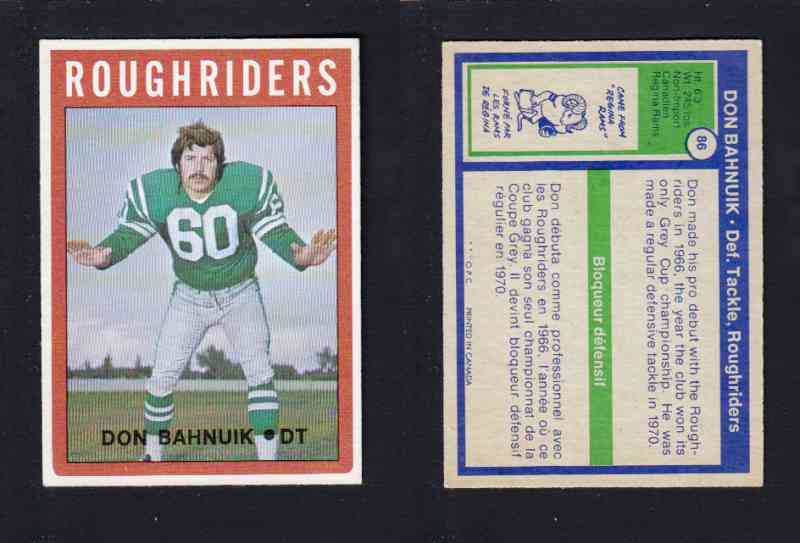 ROUGHRIDERS
60
60
DON BAHNUIK • DT
86
DON BAHNUIK • Def. Tackle, Roughriders
Ht. 6'3"
Wt. 245 lbs.
Non-Import
Canadian
Regina Rams
CAME FROM
"REGINA
RAMS"
FORMÉ PAR
LES RAMS
DE REGINA
Don made his pro debut with the Rough-
riders in 1966, the year the club won its
only Grey Cup championship. He was
made a regular defensive tackle in 1970.
Bloqueur défensif
Don débuta comme professionnel avec
les Roughriders en 1966, l'année où ce
club gagna son seul championnat de la
Coupe Grey. Il devint bloqueur défensif
régulier en 1970.
***O.P.C. PRINTED IN CANADA